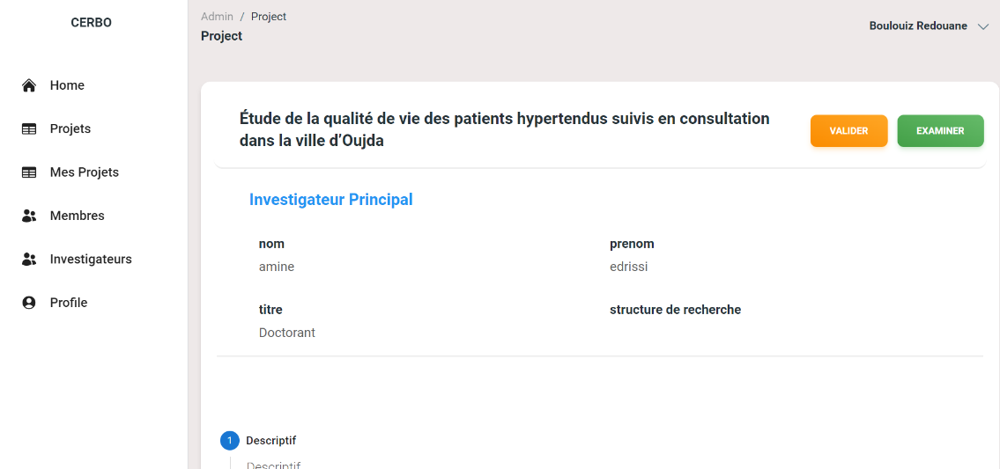 CERBO
Home
Projets
Mes Projets
Membres
Investigateurs
Profile
Admin / Project
Project
Boulouiz Redouane
Étude de la qualité de vie des patients hypertendus suivis en consultation
dans la ville d’Oujda
VALIDER
EXAMINER
Investigateur Principal
nom
prenom
amine
edrissi
titre
structure de recherche
Doctorant
1 Descriptif
Descriptif